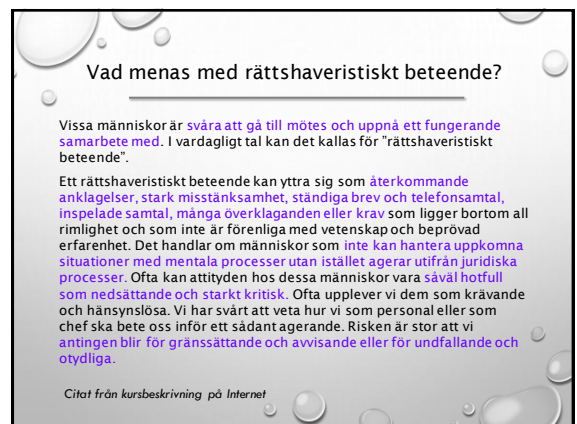 Vad menas med rättshaveristiskt beteende?
Vissa människor är svåra att gå till mötes och uppnå ett fungerande
samarbete med. I vardagligt tal kan det kallas för "rättshaveristiskt
beteende".
Ett rättshaveristiskt beteende kan yttra sig som återkommande
anklagelser, stark misstänksamhet, ständiga brev och telefonsamtal,
inspelade samtal, många överklaganden eller krav som ligger bortom all
rimlighet och som inte är förenliga med vetenskap och beprövad
erfarenhet. Det handlar om människor som inte kan hantera uppkomna
situationer med mentala processer utan istället agerar utifrån juridiska
processer. Ofta kan attityden hos dessa människor vara såväl hotfull
som nedsättande och starkt kritisk. Ofta upplever vi dem som krävande
och hänsynslösa. Vi har svårt att veta hur vi som personal eller som
chef ska bete oss inför ett sådant agerande. Risken är stor att vi
antingen blir för gränssättande och avvisande eller för undfallande och
otydliga.
Citat från kursbeskrivning på Internet